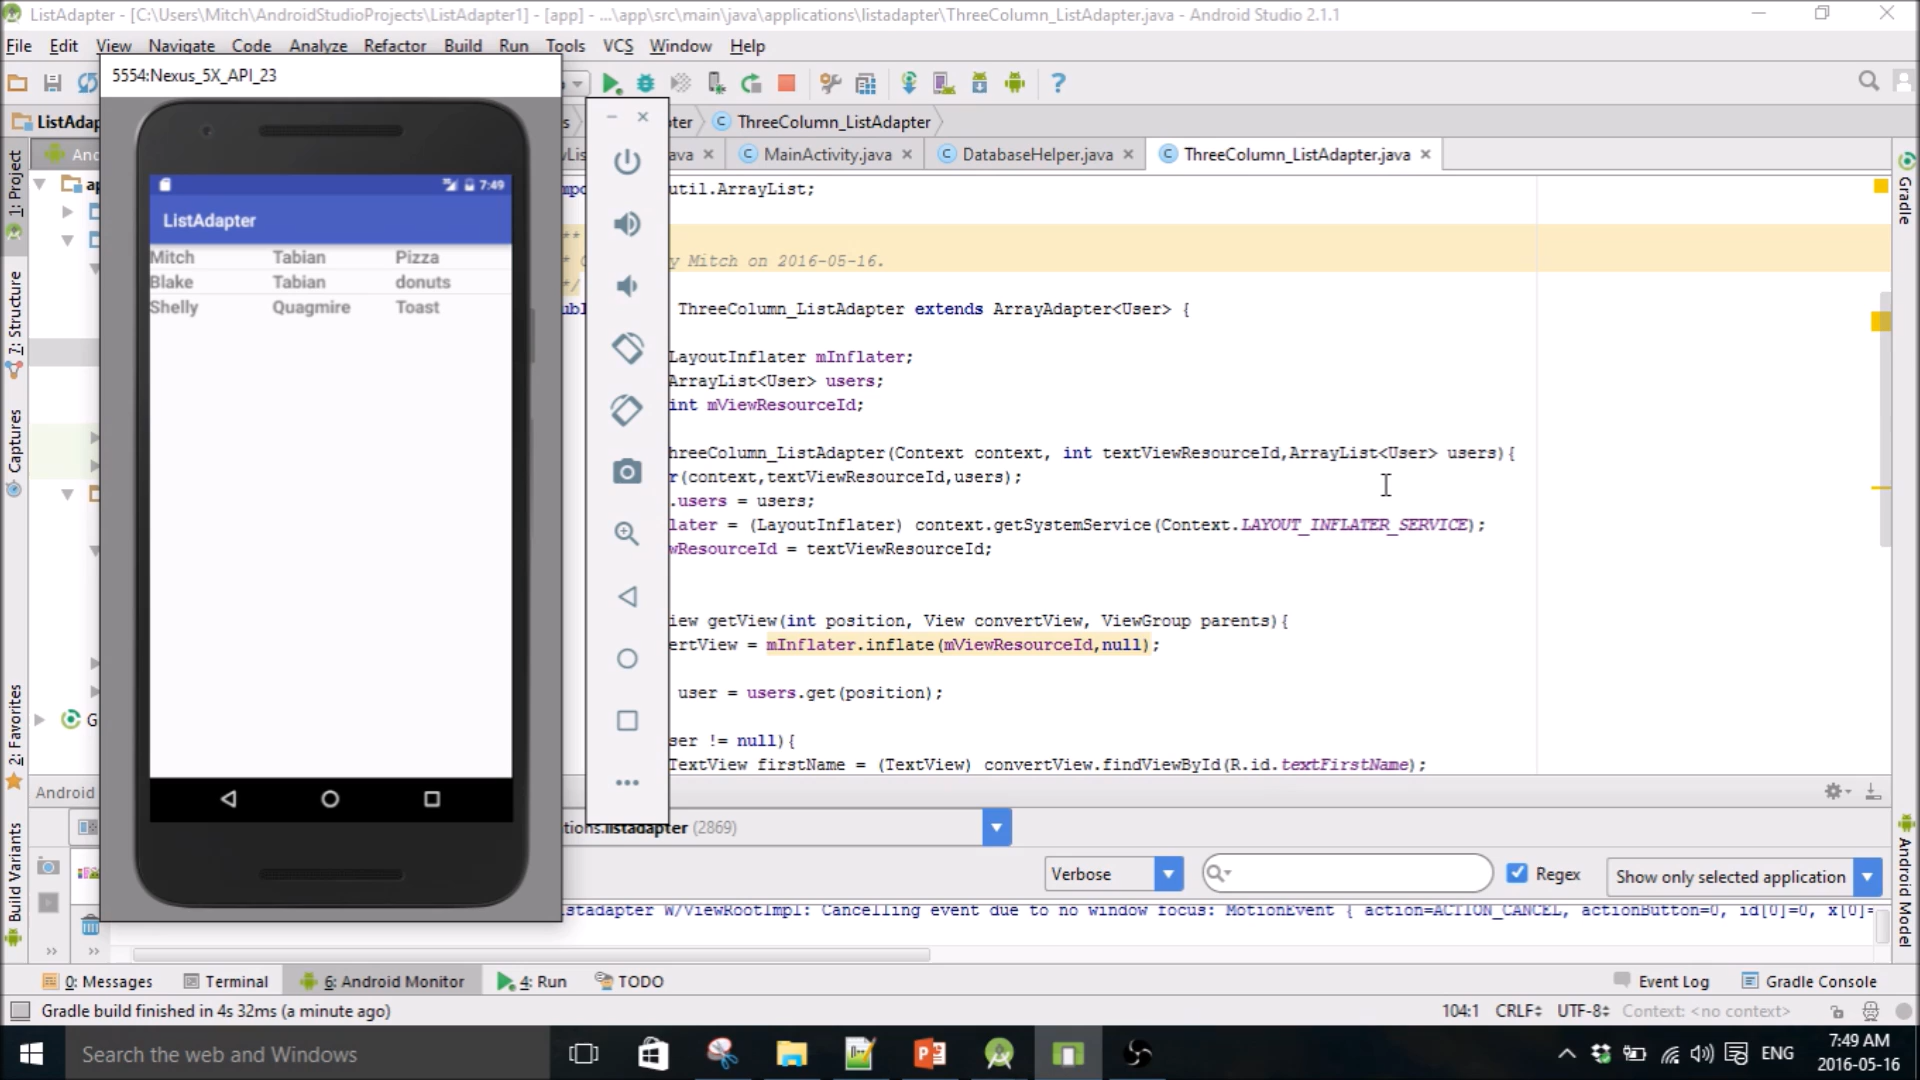 ListAdapter - [C:\Users\Mitch\AndroidStudioProjects\ListAdapter1] - [app] - ...\app\src\main\java\applications\listadapter\ThreeColumn_ListAdapter.java - Android Studio 2.1.1
File Edit View Navigate Code Analyze Refactor Build Run Tools VCS Window Help
5554:Nexus_5X_API_23
ListAdap
ter ThreeColumn_ListAdapter
ava MainActivity.java DatabaseHelper.java ThreeColumn_ListAdapter.java
1: Project
7: Structure
Captures
2: Favorites
Build Variants
Gradle
Android Model
7:49
ListAdapter
Mitch Tabian Pizza
Blake Tabian donuts
Shelly Quagmire Toast
util.ArrayList;
**
* y Mitch on 2016-05-16.
*/
ubl ThreeColumn_ListAdapter extends ArrayAdapter<User> {
LayoutInflater mInflater;
ArrayList<User> users;
int mViewResourceId;
hreeColumn_ListAdapter(Context context, int textViewResourceId,ArrayList<User> users){
r(context,textViewResourceId,users);
.users = users;
later = (LayoutInflater) context.getSystemService(Context.LAYOUT_INFLATER_SERVICE);
wResourceId = textViewResourceId;
iew getView(int position, View convertView, ViewGroup parents){
ertView = mInflater.inflate(mViewResourceId,null);
user = users.get(position);
ser != null){
TextView firstName = (TextView) convertView.findViewById(R.id.textFirstName);
Android
tions.listadapter (2869)
Verbose Regex Show only selected application
istadapter W/ViewRootImpl: Cancelling event due to no window focus: MotionEvent { action=ACTION_CANCEL, actionButton=0, id[0]=0, x[0]=
0: Messages Terminal 6: Android Monitor 4: Run TODO Event Log Gradle Console
Gradle build finished in 4s 32ms (a minute ago) 104:1 CRLF UTF-8 Context: <no context>
Search the web and Windows ENG 7:49 AM
2016-05-16